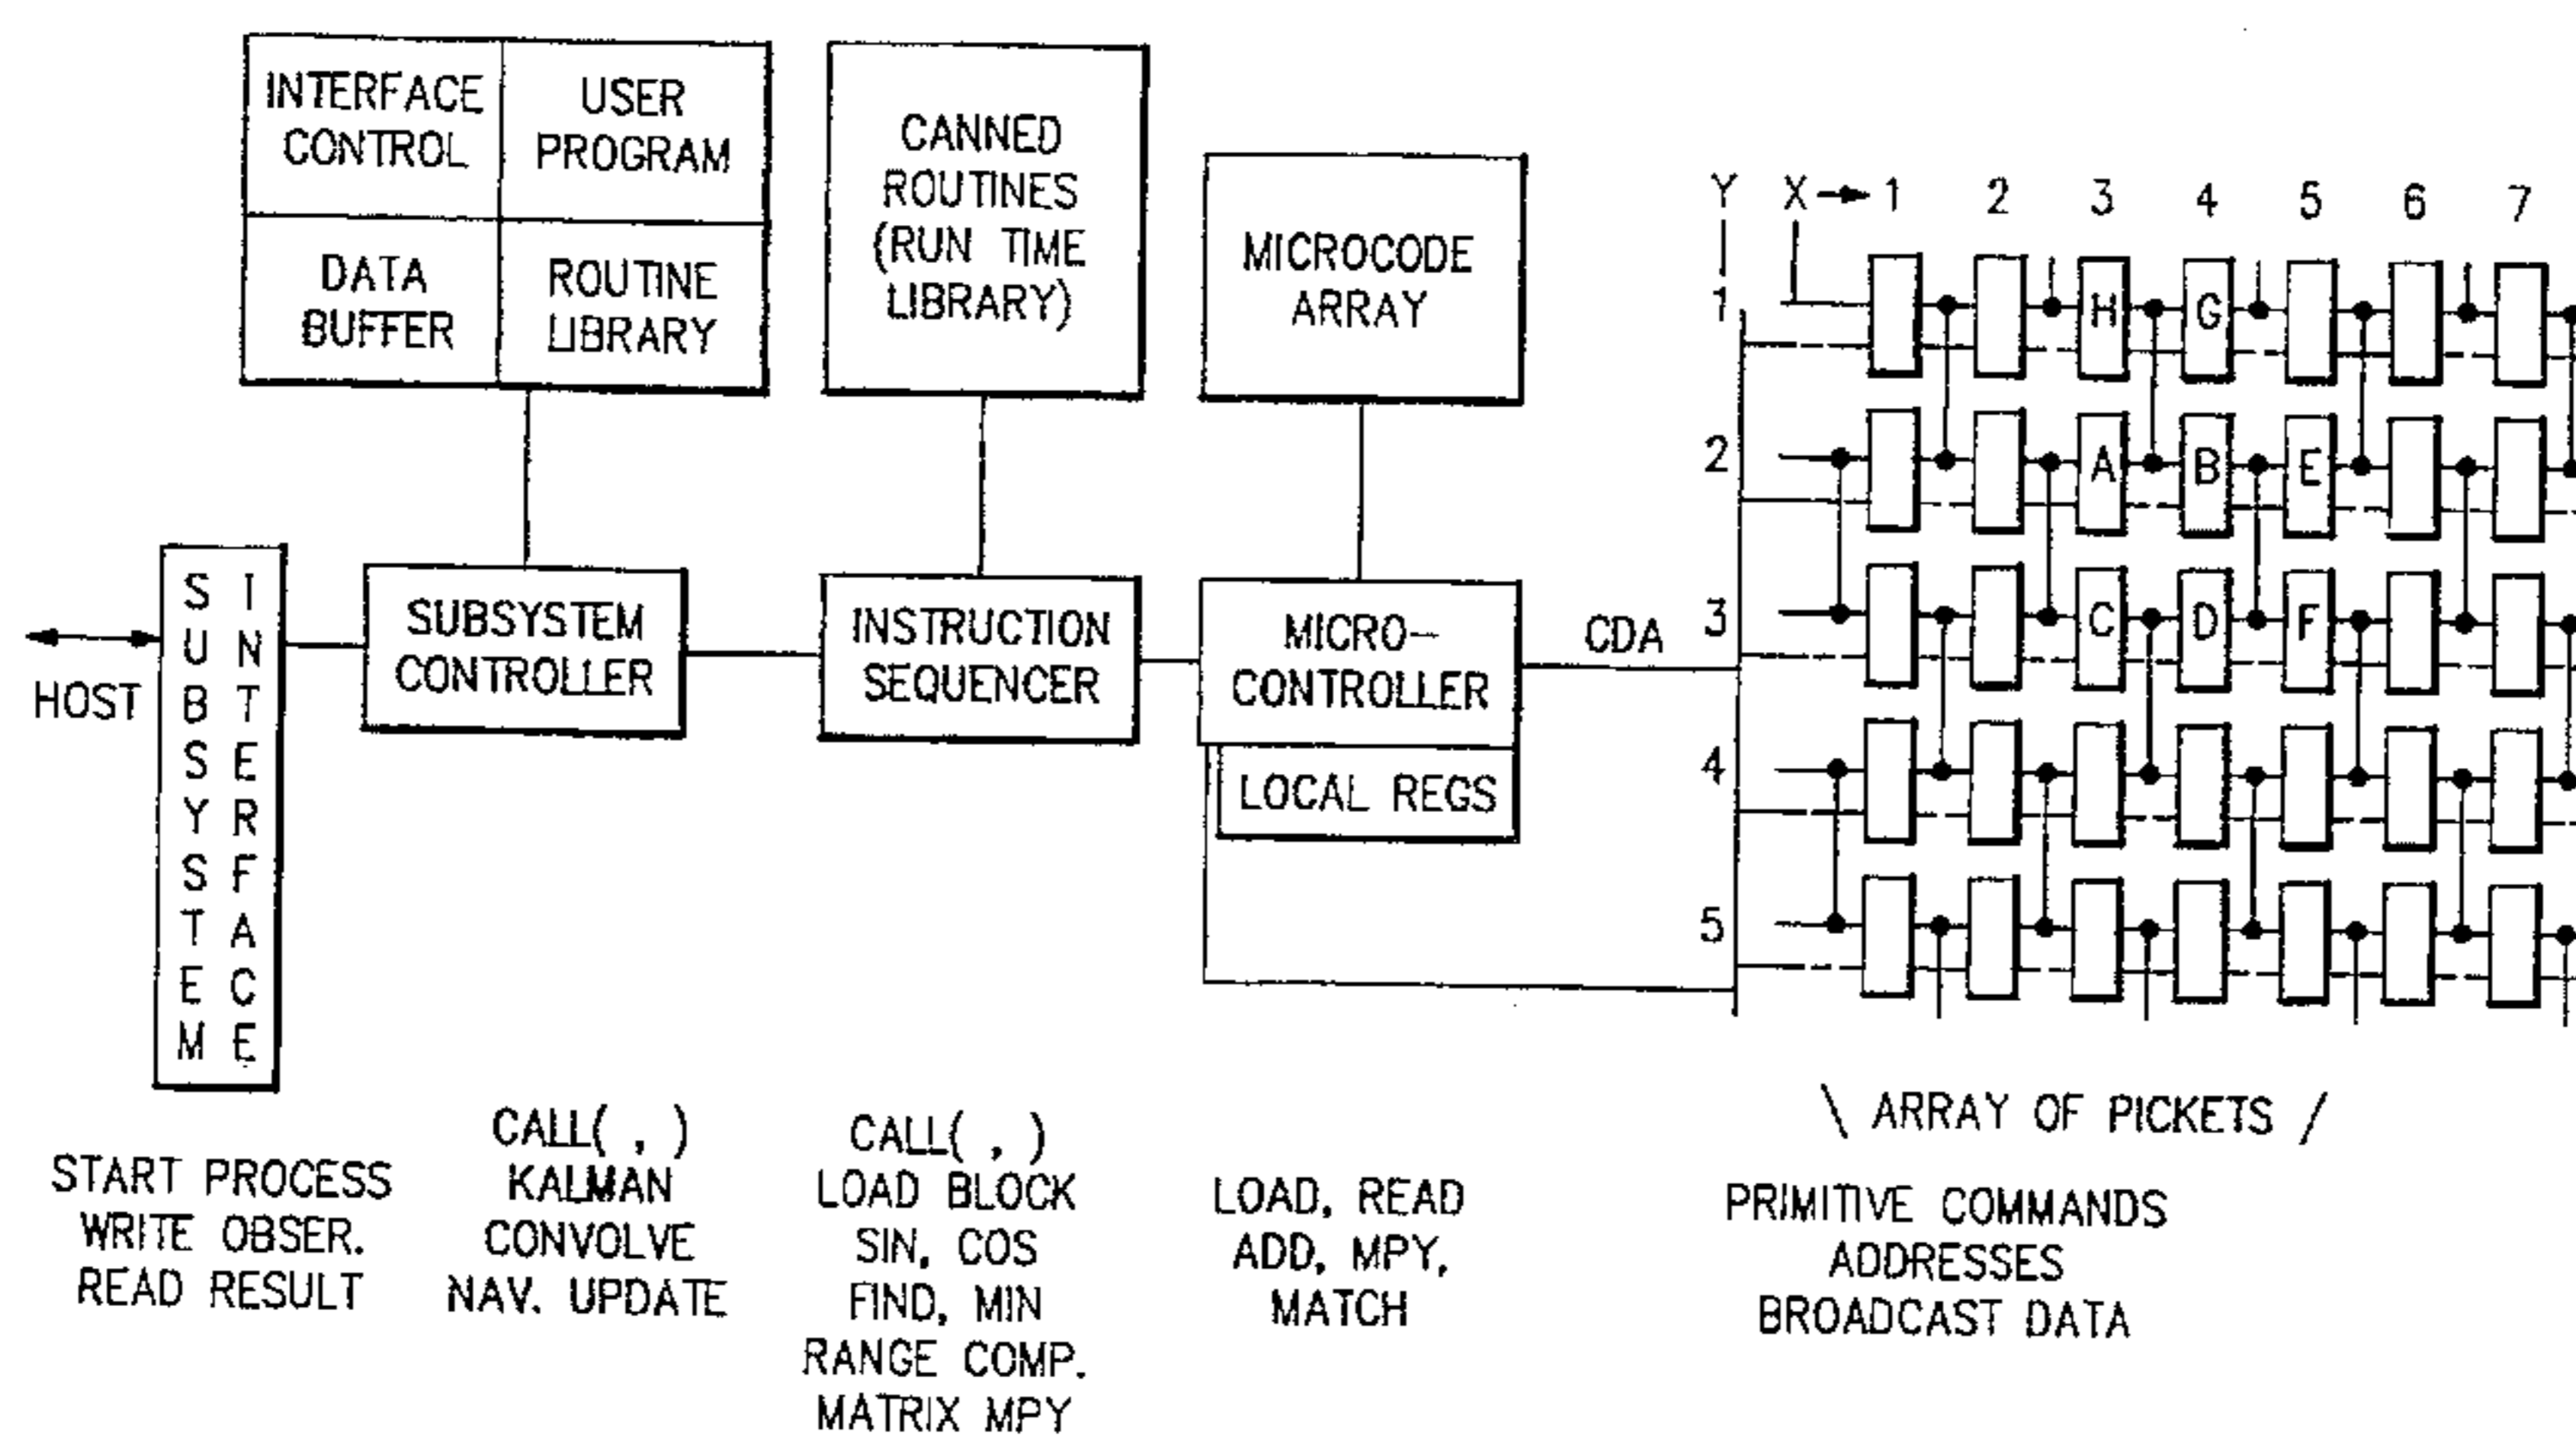 INTERFACE CONTROL
USER PROGRAM
DATA BUFFER
ROUTINE LIBRARY
CANNED ROUTINES (RUN TIME LIBRARY)
MICROCODE ARRAY
Y X 1 2 3 4 5 6 7
1
H G
2
A B E
3
C D F
4
5
HOST
SUBSYSTEM INTERFACE
SUBSYSTEM CONTROLLER
INSTRUCTION SEQUENCER
MICRO-CONTROLLER
LOCAL REGS
CDA
\ ARRAY OF PICKETS /
START PROCESS
WRITE OBSER.
READ RESULT
CALL( , )
KALMAN
CONVOLVE
NAV. UPDATE
CALL( , )
LOAD BLOCK
SIN, COS
FIND, MIN
RANGE COMP.
MATRIX MPY
LOAD, READ
ADD, MPY,
MATCH
PRIMITIVE COMMANDS
ADDRESSES
BROADCAST DATA